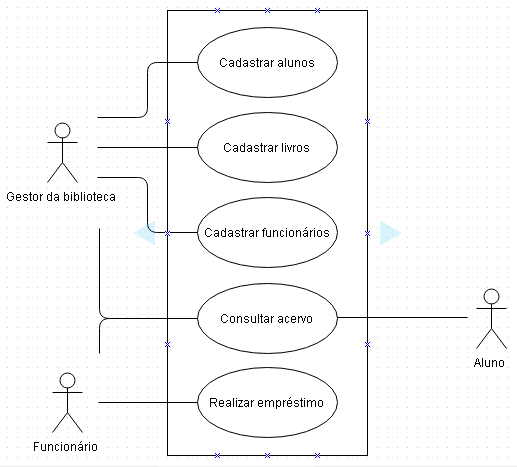 Cadastrar alunos
Cadastrar livros
Gestor da biblioteca
Cadastrar funcionários
Consultar acervo
Aluno
Realizar empréstimo
Funcionário